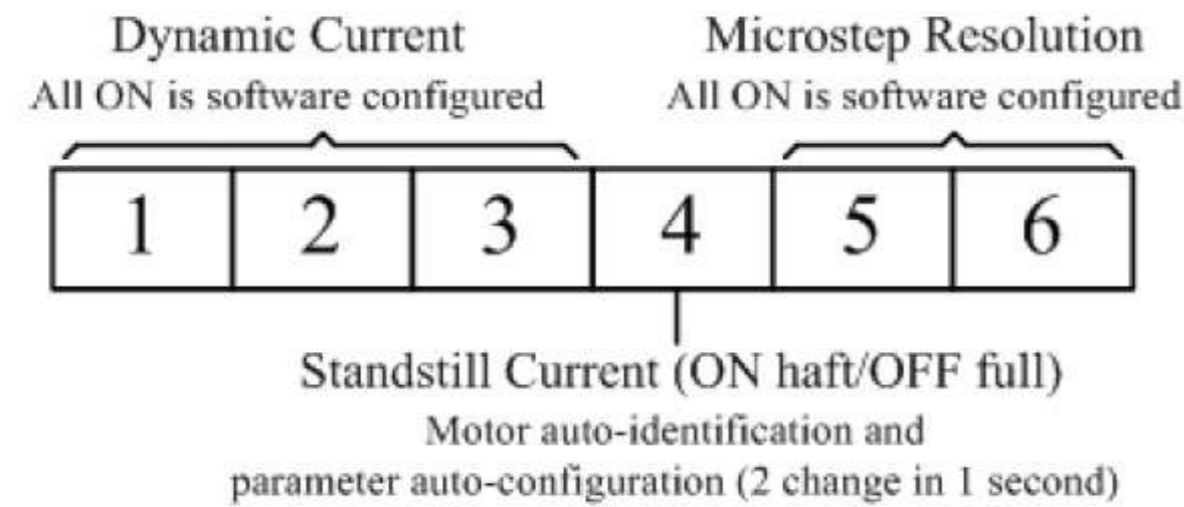 Dynamic Current
Microstep Resolution
All ON is software configured
All ON is software configured
1 2 3 4 5 6
Standstill Current (ON haft/OFF full)
Motor auto-identification and
parameter auto-configuration (2 change in 1 second)